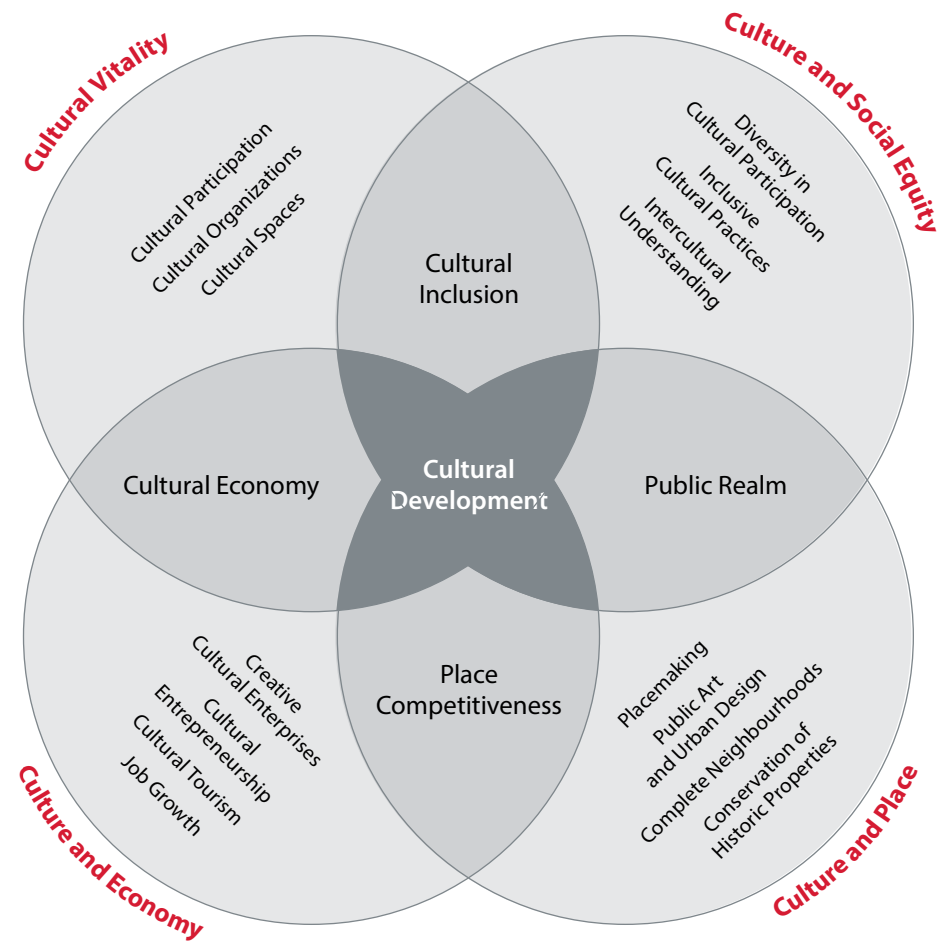 Cultural Vitality
Culture and Social Equity
Cultural Participation
Cultural Organizations
Cultural Spaces
Diversity in
Cultural Participation
Inclusive
Cultural Practices
Intercultural
Understanding
Cultural
Inclusion
Cultural Economy
Cultural
Development
Public Realm
Place
Competitiveness
Creative
Cultural Enterprises
Cultural
Entrepreneurship
Cultural Tourism
Job Growth
Placemaking
Public Art
and Urban Design
Complete Neighbourhoods
Conservation of
Historic Properties
Culture and Economy
Culture and Place